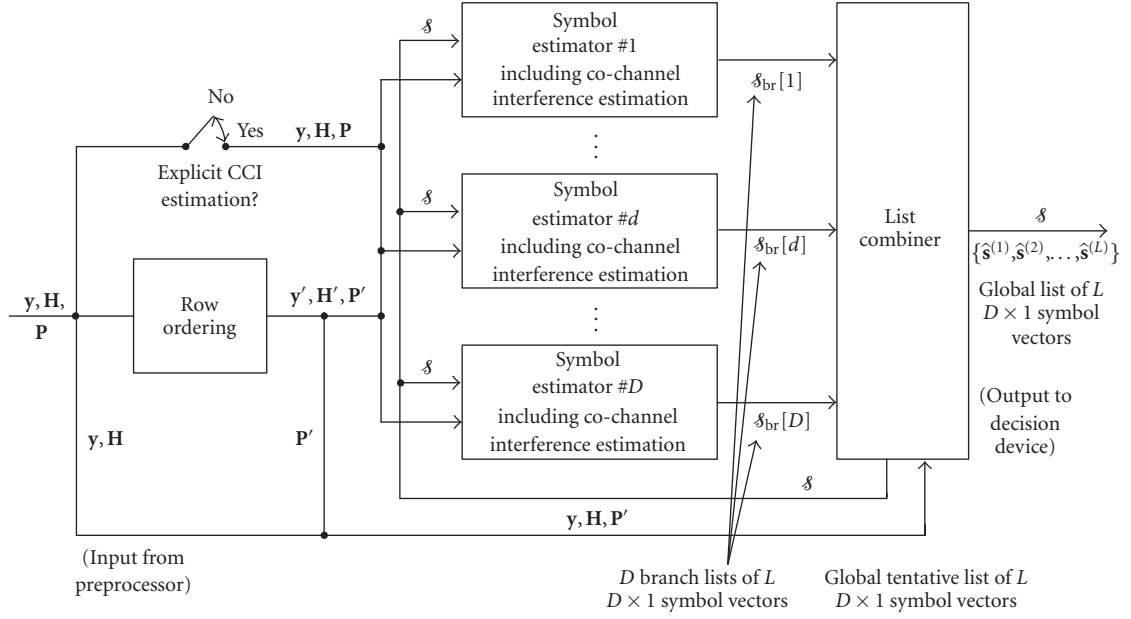 No
Yes
Explicit CCI
estimation?
y, H, P
y, H,
P
Row
ordering
y′, H′, P′
y, H
P′
(Input from
preprocessor)
𝓈
Symbol
estimator #1
including co-channel
interference estimation
⋮
𝓈
Symbol
estimator #d
including co-channel
interference estimation
⋮
𝓈
Symbol
estimator #D
including co-channel
interference estimation
𝓈br[1]
𝓈br[d]
𝓈br[D]
List
combiner
𝓈
{ŝ(1),ŝ(2),...,ŝ(L)}
Global list of L
D × 1 symbol
vectors
(Output to
decision
device)
𝓈
y, H, P′
D branch lists of L
D × 1 symbol vectors
Global tentative list of L
D × 1 symbol vectors